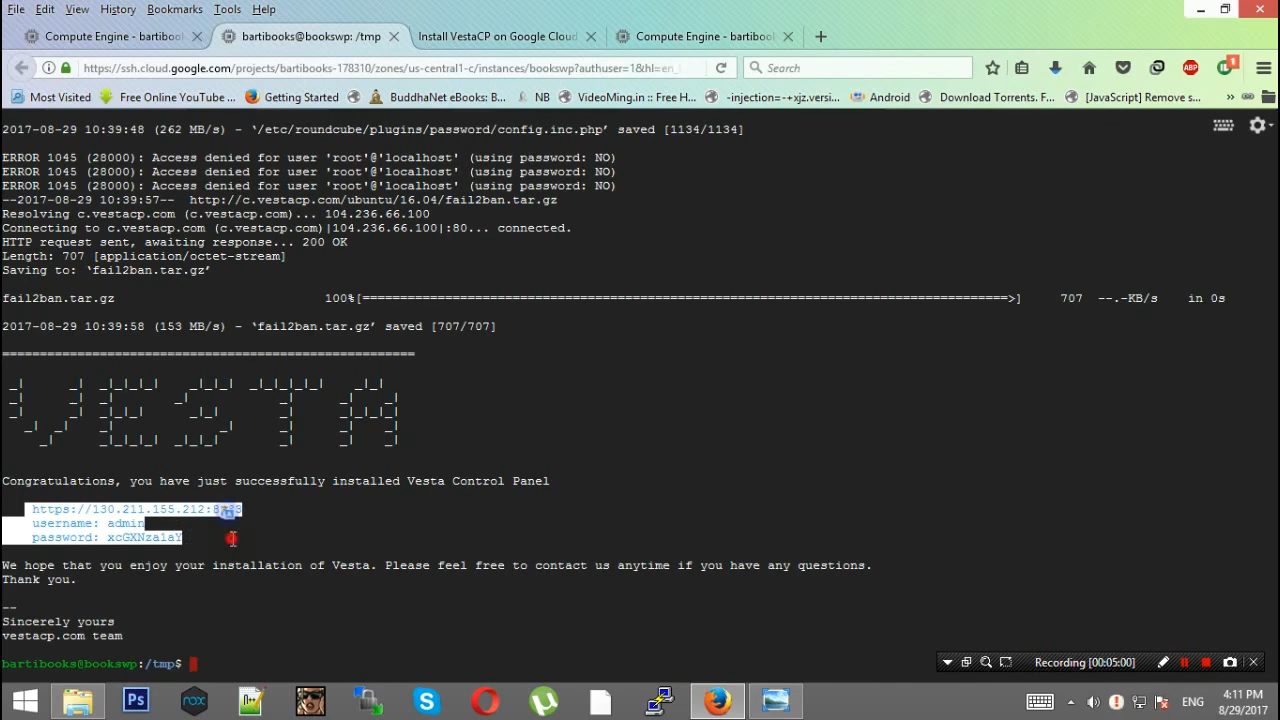 File Edit View History Bookmarks Tools Help
Compute Engine - bartiboo
bartibooks@bookswp: /tmp
Install VestaCP on Google Cloud
Compute Engine - bartiboo
https://ssh.cloud.google.com/projects/bartibooks-178310/zones/us-central1-c/instances/bookswp?authuser=1&hl=en_
Search
Most Visited
Free Online YouTube ...
Getting Started
BuddhaNet eBooks: B...
NB
VideoMing.in :: Free H...
-injection=-+xjz.versi...
Android
Download Torrents. F...
[JavaScript] Remove s...
2017-08-29 10:39:48 (262 MB/s) - ‘/etc/roundcube/plugins/password/config.inc.php’ saved [1134/1134]
ERROR 1045 (28000): Access denied for user 'root'@'localhost' (using password: NO)
ERROR 1045 (28000): Access denied for user 'root'@'localhost' (using password: NO)
ERROR 1045 (28000): Access denied for user 'root'@'localhost' (using password: NO)
--2017-08-29 10:39:57-- http://c.vestacp.com/ubuntu/16.04/fail2ban.tar.gz
Resolving c.vestacp.com (c.vestacp.com)... 104.236.66.100
Connecting to c.vestacp.com (c.vestacp.com)|104.236.66.100|:80... connected.
HTTP request sent, awaiting response... 200 OK
Length: 707 [application/octet-stream]
Saving to: ‘fail2ban.tar.gz’
fail2ban.tar.gz 100%[=====================>] 707 --.-KB/s in 0s
2017-08-29 10:39:58 (153 MB/s) - ‘fail2ban.tar.gz’ saved [707/707]
VESTA
Congratulations, you have just successfully installed Vesta Control Panel
https://130.211.155.212:
username: admin
password: xcGXNza1aY
We hope that you enjoy your installation of Vesta. Please feel free to contact us anytime if you have any questions.
Thank you.
--
Sincerely yours
vestacp.com team
bartibooks@bookswp:/tmp$
Recording [00:05:00]
ENG
4:11 PM
8/29/2017